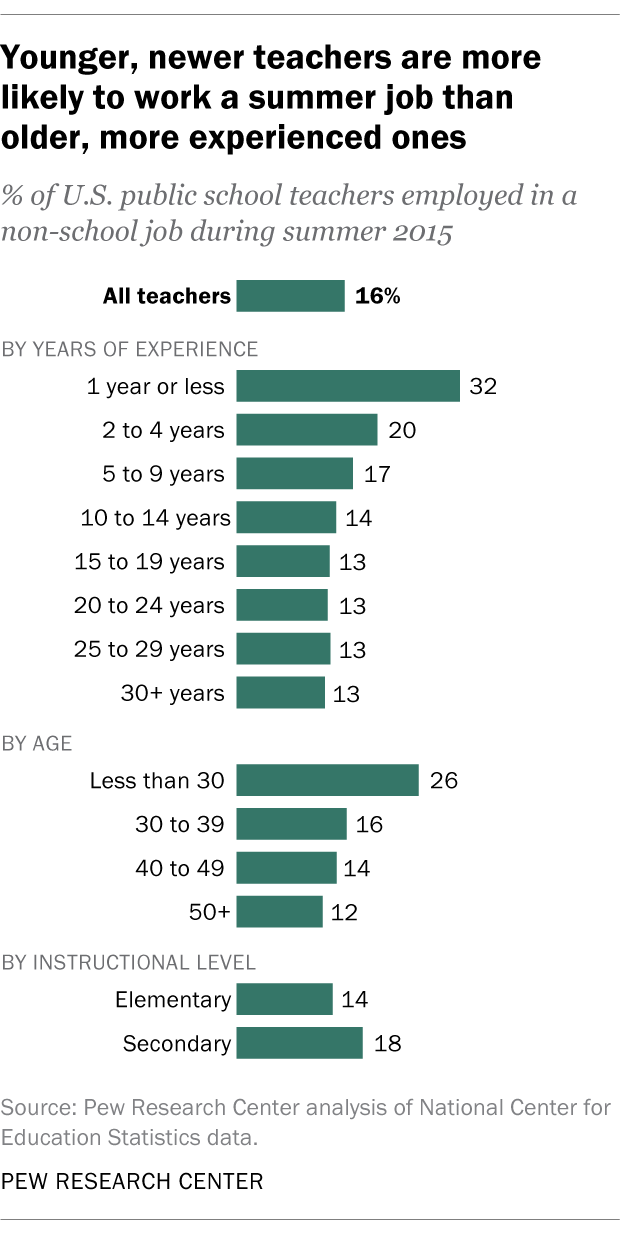 Younger, newer teachers are more
likely to work a summer job than
older, more experienced ones
% of U.S. public school teachers employed in a
non-school job during summer 2015
All teachers 16%
BY YEARS OF EXPERIENCE
1 year or less 32
2 to 4 years 20
5 to 9 years 17
10 to 14 years 14
15 to 19 years 13
20 to 24 years 13
25 to 29 years 13
30+ years 13
BY AGE
Less than 30 26
30 to 39 16
40 to 49 14
50+ 12
BY INSTRUCTIONAL LEVEL
Elementary 14
Secondary 18
Source: Pew Research Center analysis of National Center for
Education Statistics data.
PEW RESEARCH CENTER